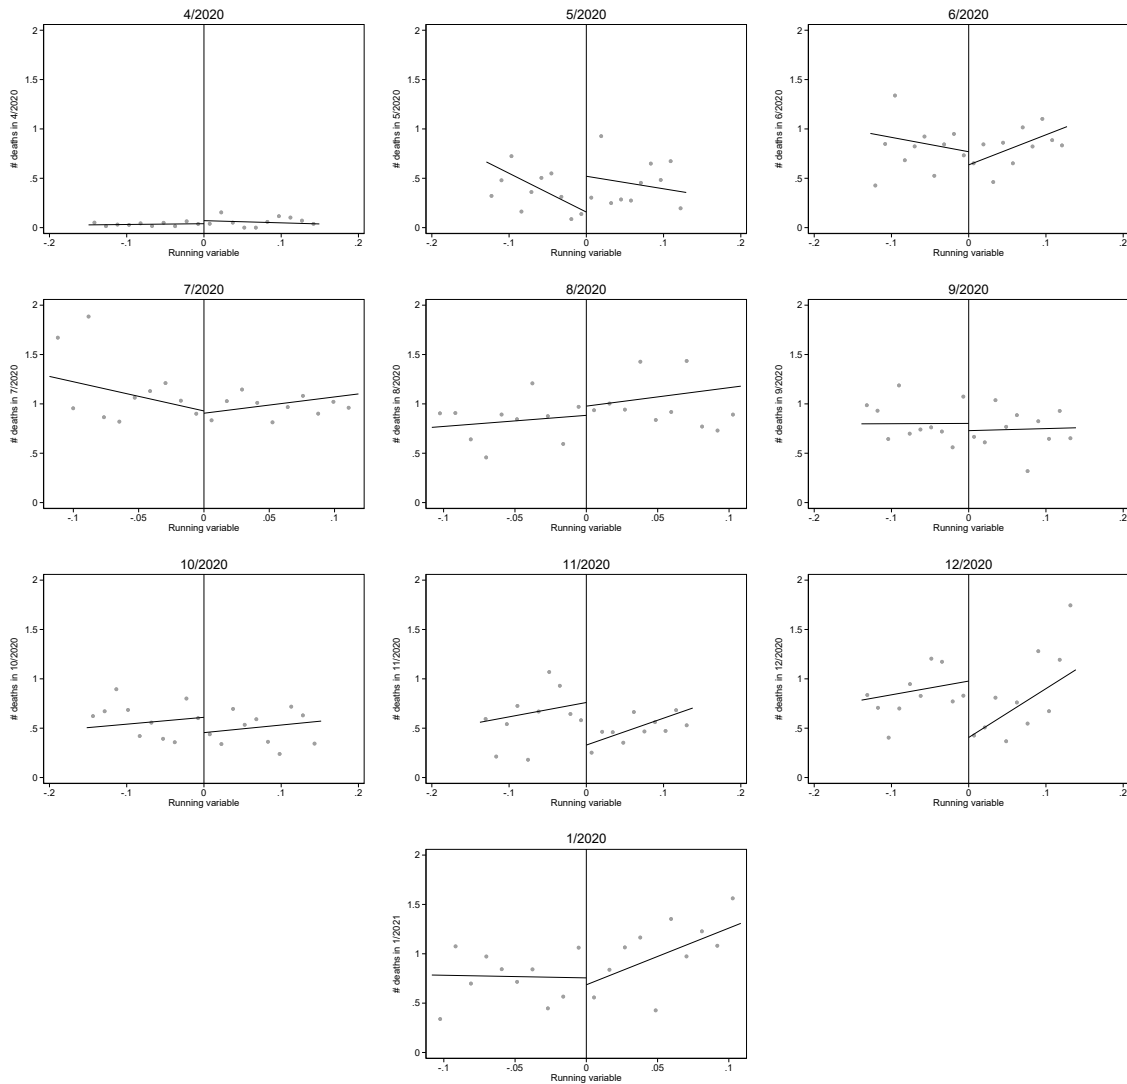 4/2020
2
1.5
1
.5
0
# deaths in 4/2020
-.2 -.1 0 .1 .2
Running variable
5/2020
2
1.5
1
.5
0
# deaths in 5/2020
-.2 -.1 0 .1 .2
Running variable
6/2020
2
1.5
1
.5
0
# deaths in 6/2020
-.2 -.1 0 .1 .2
Running variable
7/2020
2
1.5
1
.5
0
# deaths in 7/2020
-.1 -.05 0 .05 .1
Running variable
8/2020
2
1.5
1
.5
0
# deaths in 8/2020
-.1 -.05 0 .05 .1
Running variable
9/2020
2
1.5
1
.5
0
# deaths in 9/2020
-.2 -.1 0 .1 .2
Running variable
10/2020
2
1.5
1
.5
0
# deaths in 10/2020
-.2 -.1 0 .1 .2
Running variable
11/2020
2
1.5
1
.5
0
# deaths in 11/2020
-.2 -.1 0 .1 .2
Running variable
12/2020
2
1.5
1
.5
0
# deaths in 12/2020
-.2 -.1 0 .1 .2
Running variable
1/2020
2
1.5
1
.5
0
# deaths in 1/2021
-.1 -.05 0 .05 .1
Running variable